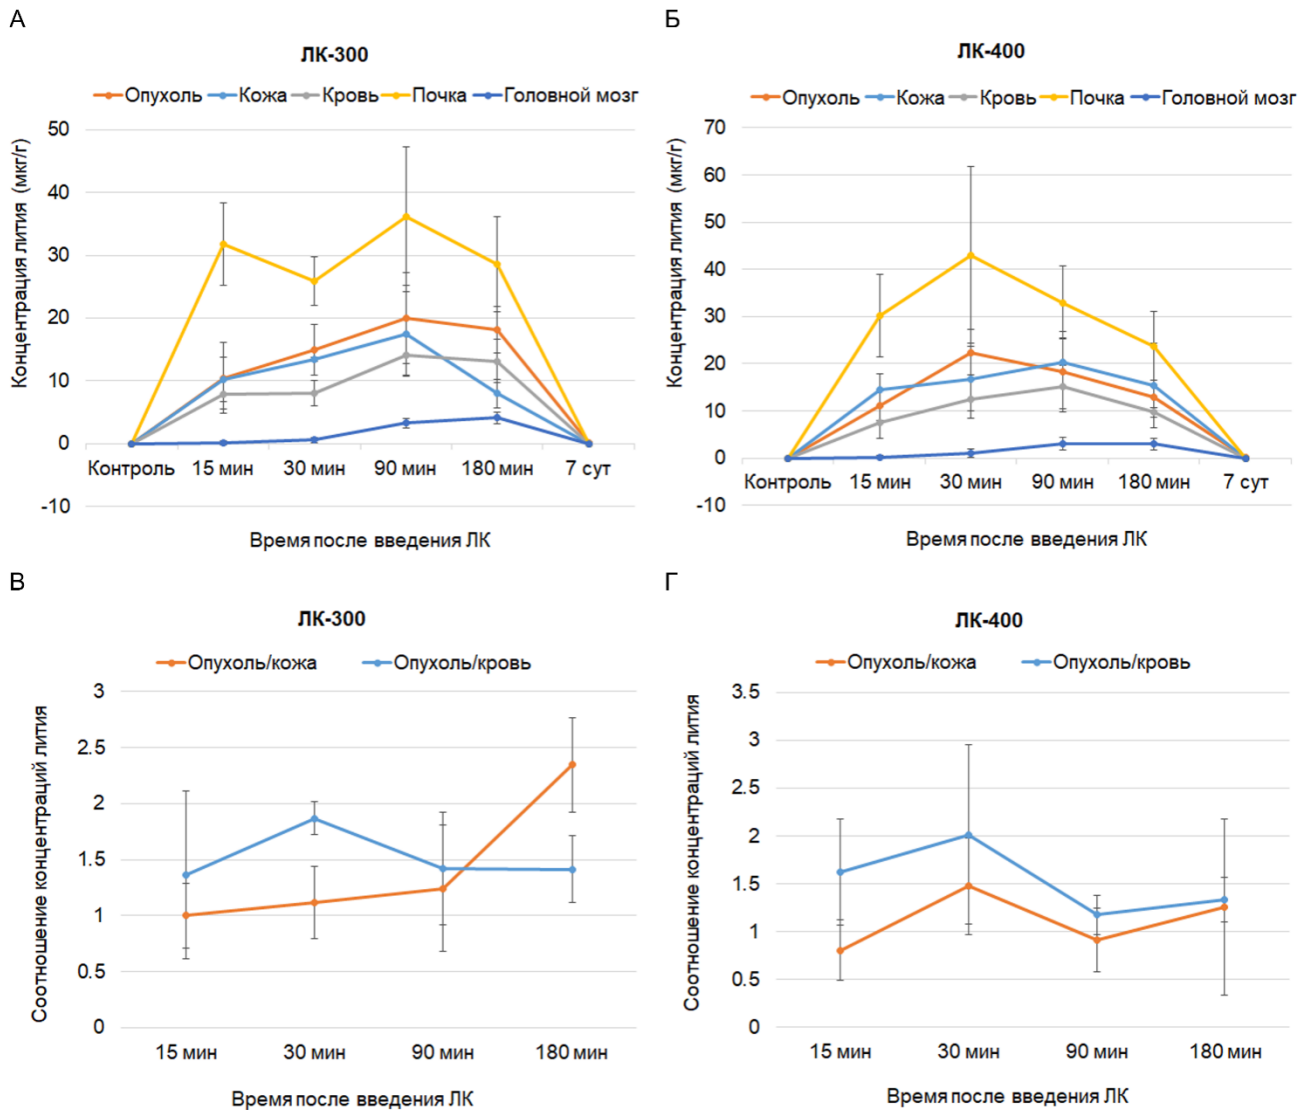 А
ЛК-300
Опухоль Кожа Кровь Почка Головной мозг
Концентрация лития (мкг/г)
50
40
30
20
10
0
-10
Контроль 15 мин 30 мин 90 мин 180 мин 7 сут
Время после введения ЛК
Б
ЛК-400
Опухоль Кожа Кровь Почка Головной мозг
Концентрация лития (мкг/г)
70
60
50
40
30
20
10
0
-10
Контроль 15 мин 30 мин 90 мин 180 мин 7 сут
Время после введения ЛК
В
ЛК-300
Опухоль/кожа Опухоль/кровь
Соотношение концентраций лития
3
2.5
2
1.5
1
0.5
0
15 мин 30 мин 90 мин 180 мин
Время после введения ЛК
Г
ЛК-400
Опухоль/кожа Опухоль/кровь
Соотношение концентраций лития
3.5
3
2.5
2
1.5
1
0.5
0
15 мин 30 мин 90 мин 180 мин
Время после введения ЛК